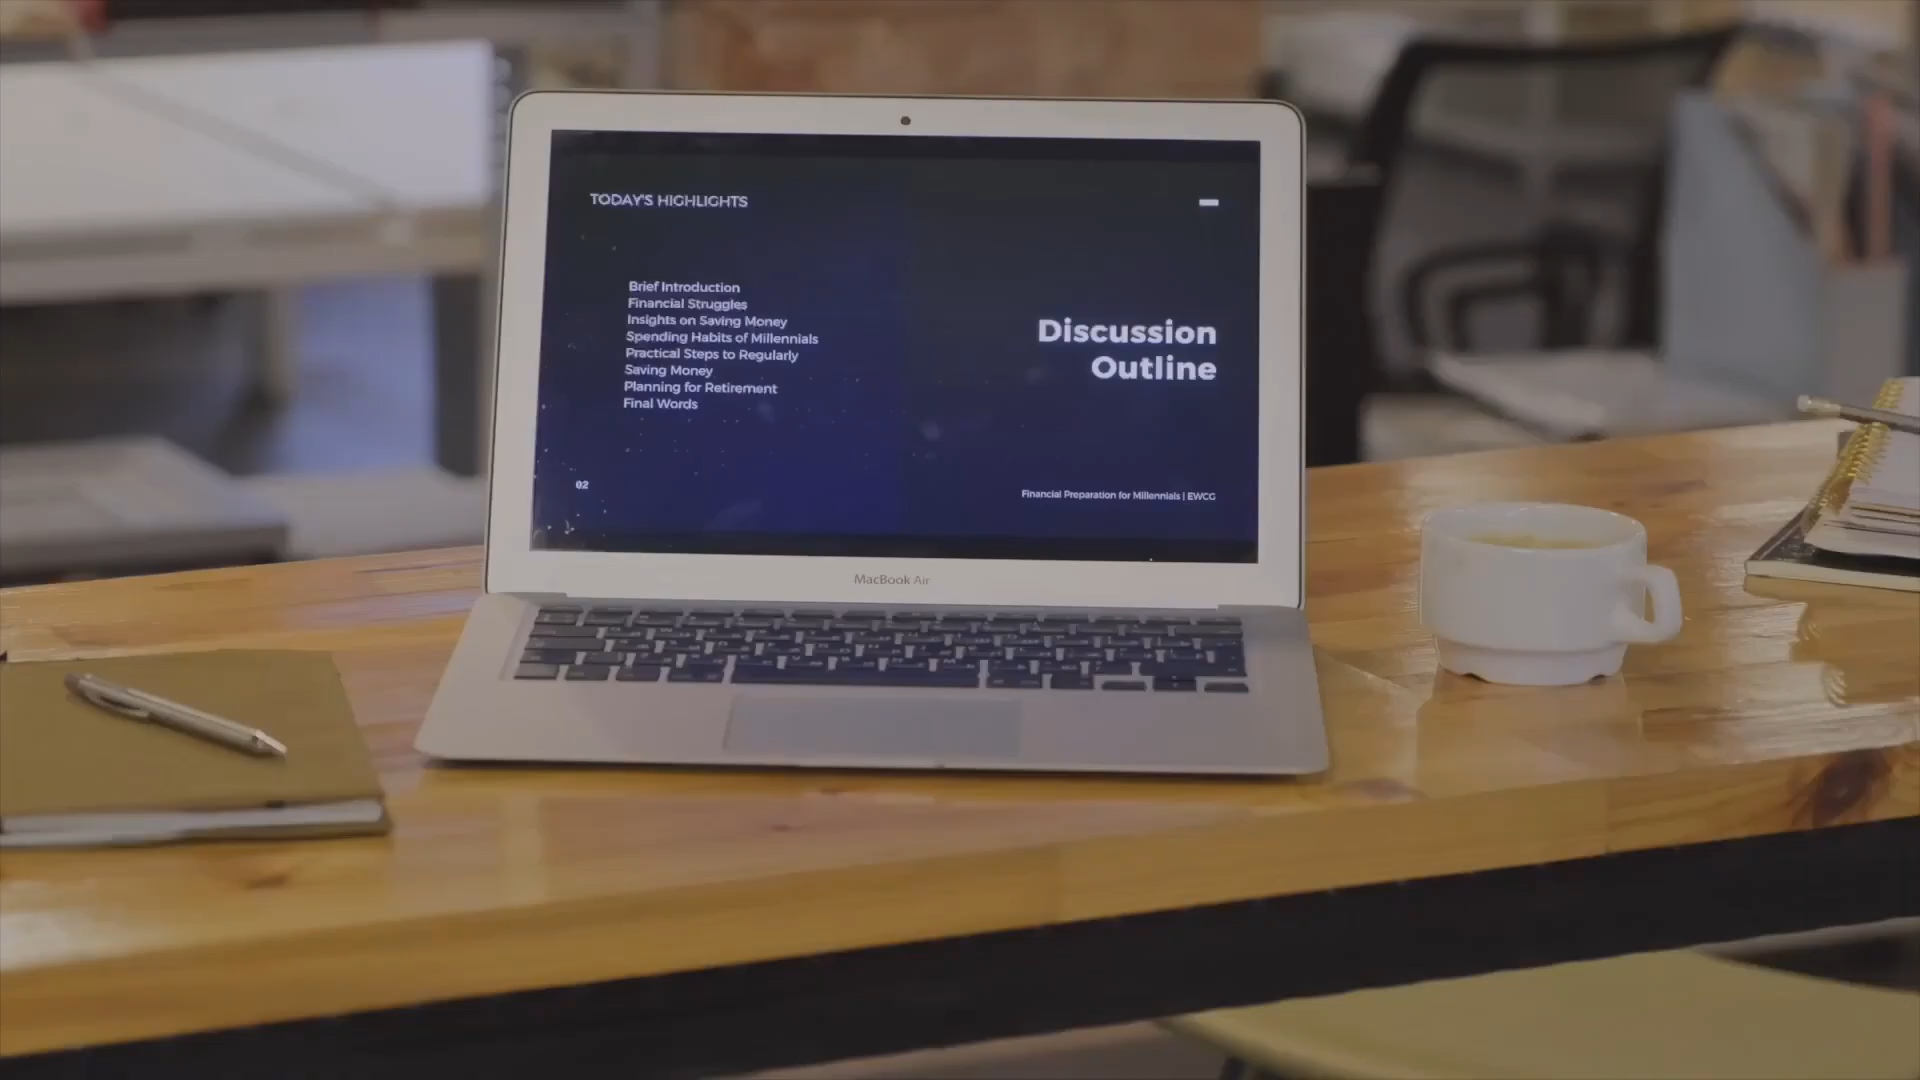 TODAY'S HIGHLIGHTS
Brief Introduction
Financial Struggles
Insights on Saving Money
Spending Habits of Millennials
Practical Steps to Regularly
Saving Money
Planning for Retirement
Final Words
Discussion
Outline
02
Financial Preparation for Millennials | EWCG
MacBook Air